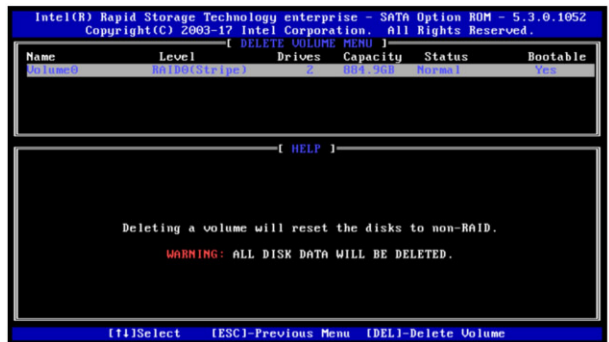 Intel(R) Rapid Storage Technology enterprise - SATA Option ROM - 5.3.0.1052
Copyright(C) 2003-17 Intel Corporation. All Rights Reserved.
[ DELETE VOLUME MENU ]
Name Level Drives Capacity Status Bootable
Volume0 RAID0(Stripe) 2 884.9GB Normal Yes
[ HELP ]
Deleting a volume will reset the disks to non-RAID.
WARNING: ALL DISK DATA WILL BE DELETED.
[↑↓]Select [ESC]-Previous Menu [DEL]-Delete Volume